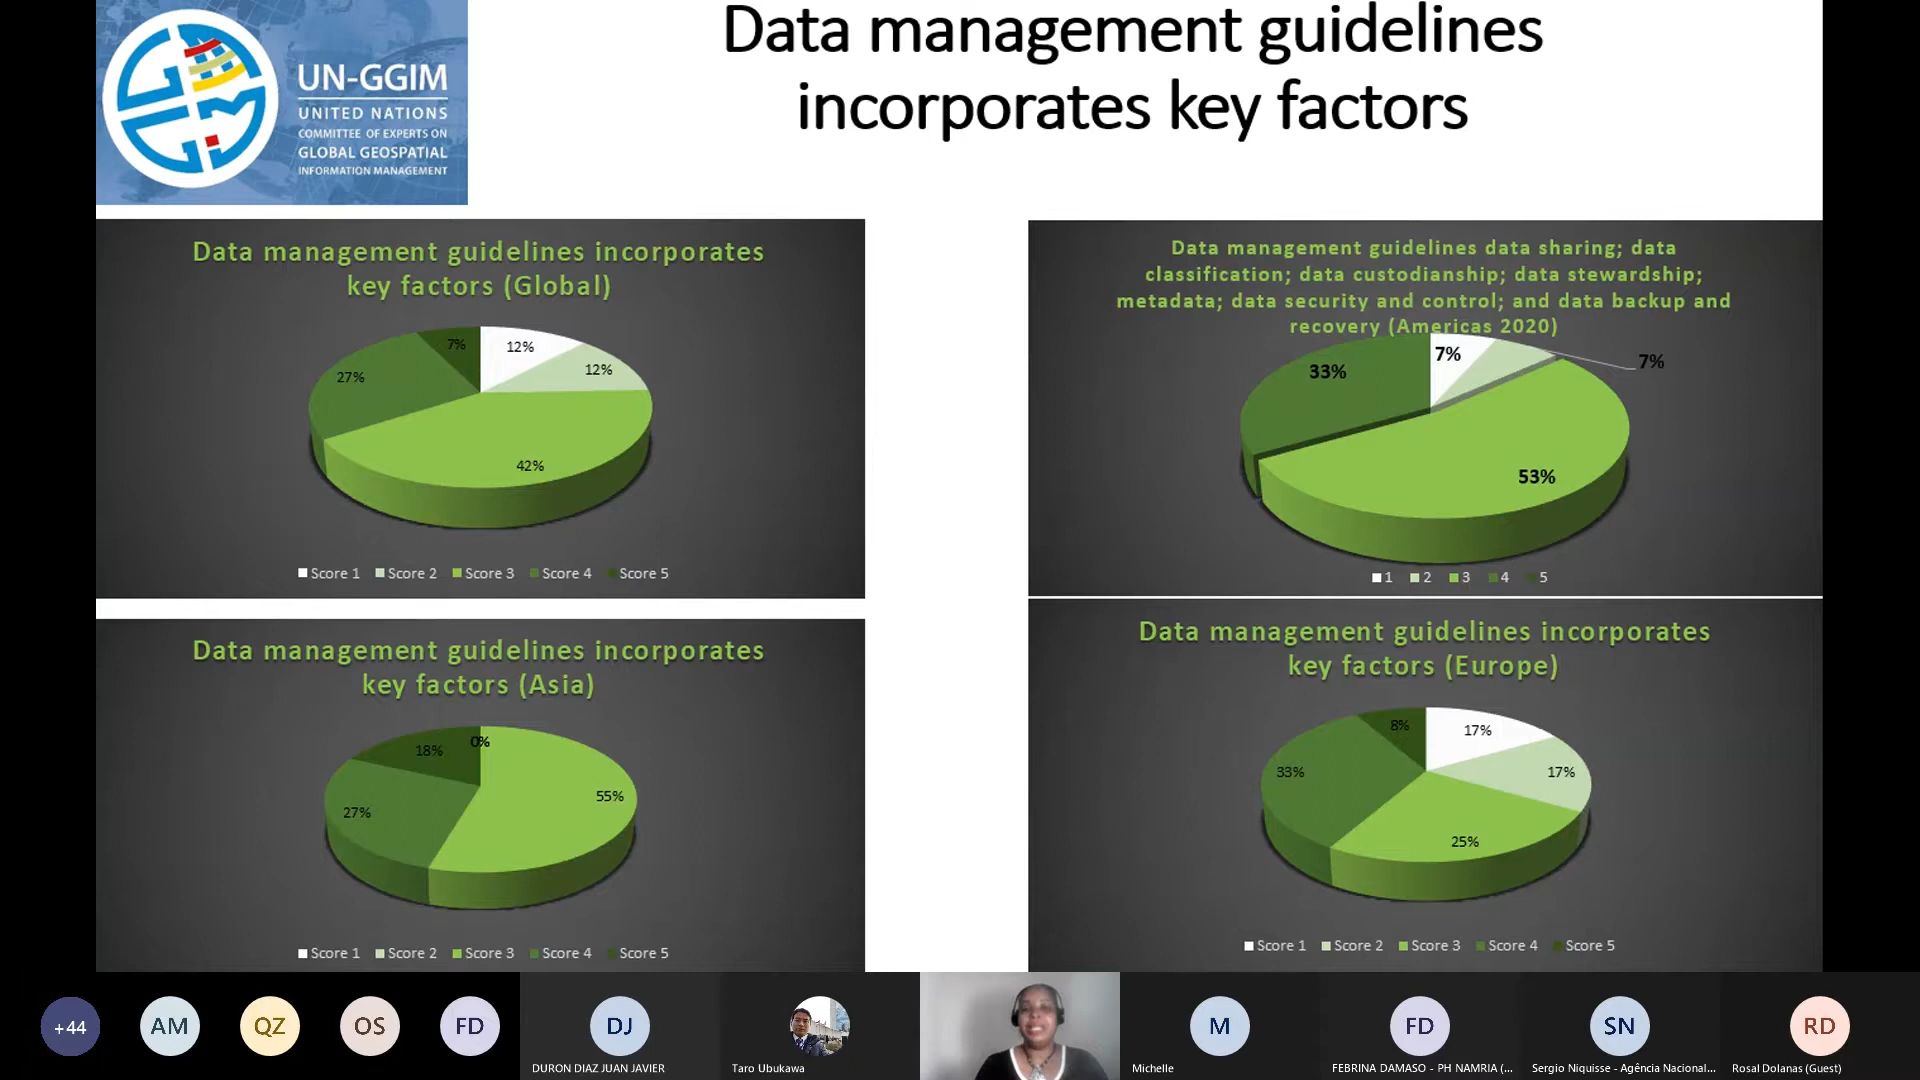 Data management guidelines
incorporates key factors
UN-GGIM
UNITED NATIONS
COMMITTEE OF EXPERTS ON
GLOBAL GEOSPATIAL
INFORMATION MANAGEMENT
Data management guidelines incorporates
key factors (Global)
7%
12%
12%
27%
42%
Score 1 Score 2 Score 3 Score 4 Score 5
Data management guidelines data sharing; data
classification; data custodianship; data stewardship;
metadata; data security and control; and data backup and
recovery (Americas 2020)
7%
7%
33%
53%
1 2 3 4 5
Data management guidelines incorporates
key factors (Asia)
0%
18%
55%
27%
Score 1 Score 2 Score 3 Score 4 Score 5
Data management guidelines incorporates
key factors (Europe)
8%
17%
17%
33%
25%
Score 1 Score 2 Score 3 Score 4 Score 5
+44
AM
QZ
OS
FD
DJ
DURON DIAZ JUAN JAVIER
Taro Ubukawa
M
Michelle
FD
FEBRINA DAMASO - PH NAMRIA (...
SN
Sergio Niquisse - Agência Nacional...
RD
Rosal Dolanas (Guest)